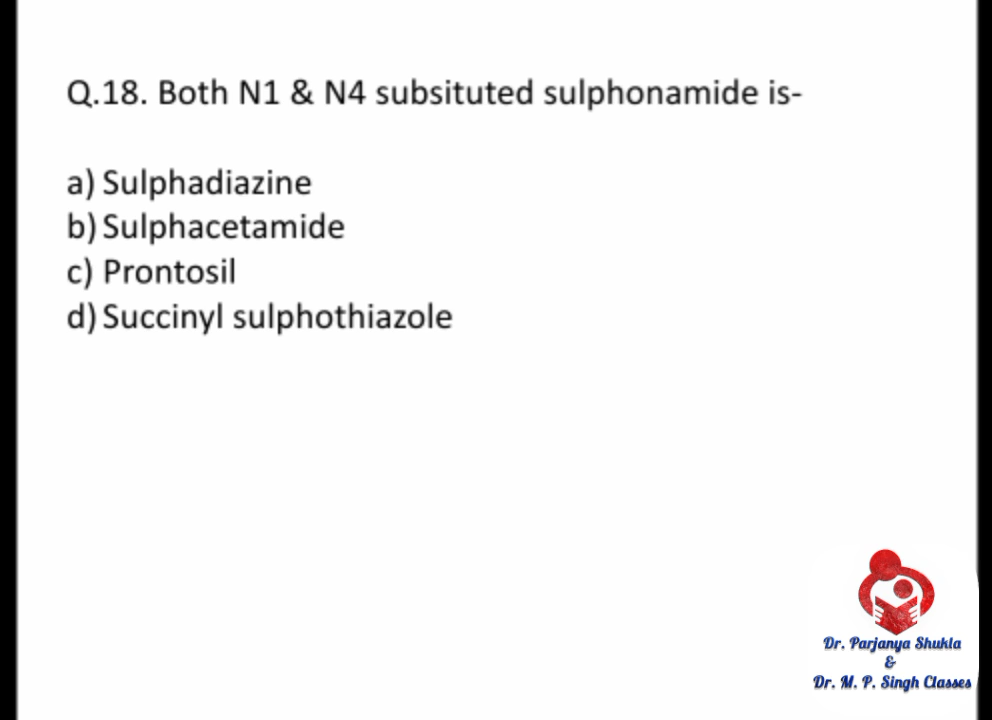 Q.18. Both N1 & N4 subsituted sulphonamide is-
a) Sulphadiazine
b) Sulphacetamide
c) Prontosil
d) Succinyl sulphothiazole
Dr. Parjanya Shukla
&
Dr. M. P. Singh Classes